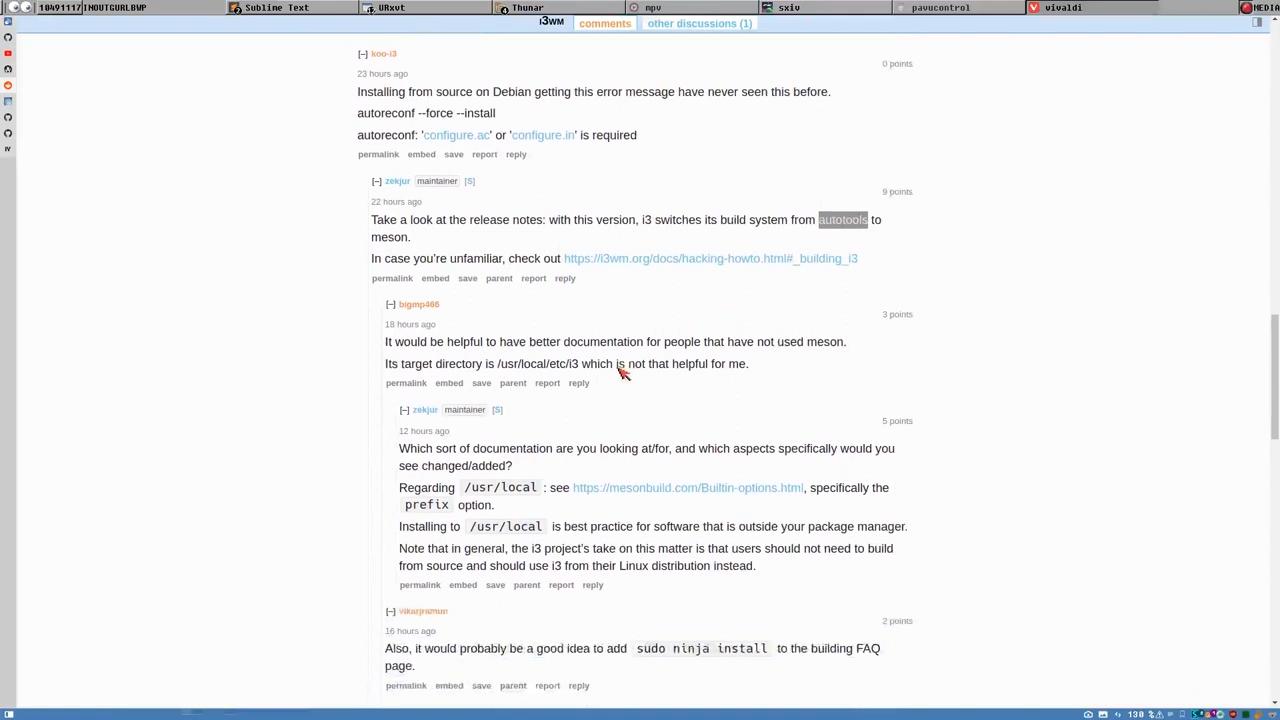 10491117|INOUTGURLBWP
Sublime Text
URxvt
Thunar
mpv
sxiv
pavucontrol
vivaldi
MEDIA
i3wm comments other discussions (1)
[–] koo-i3
0 points
23 hours ago
Installing from source on Debian getting this error message have never seen this before.
autoreconf --force --install
autoreconf: 'configure.ac' or 'configure.in' is required
permalink embed save report reply
[–] zekjur maintainer [S]
9 points
22 hours ago
Take a look at the release notes: with this version, i3 switches its build system from autotools to
meson.
In case you're unfamiliar, check out https://i3wm.org/docs/hacking-howto.html#_building_i3
permalink embed save parent report reply
[–] bigmp466
3 points
18 hours ago
It would be helpful to have better documentation for people that have not used meson.
Its target directory is /usr/local/etc/i3 which is not that helpful for me.
permalink embed save parent report reply
[–] zekjur maintainer [S]
5 points
12 hours ago
Which sort of documentation are you looking at/for, and which aspects specifically would you
see changed/added?
Regarding /usr/local : see https://mesonbuild.com/Builtin-options.html, specifically the
prefix option.
Installing to /usr/local is best practice for software that is outside your package manager.
Note that in general, the i3 project's take on this matter is that users should not need to build
from source and should use i3 from their Linux distribution instead.
permalink embed save parent report reply
[–] vikarjramun
2 points
16 hours ago
Also, it would probably be a good idea to add sudo ninja install to the building FAQ
page.
permalink embed save parent report reply
130